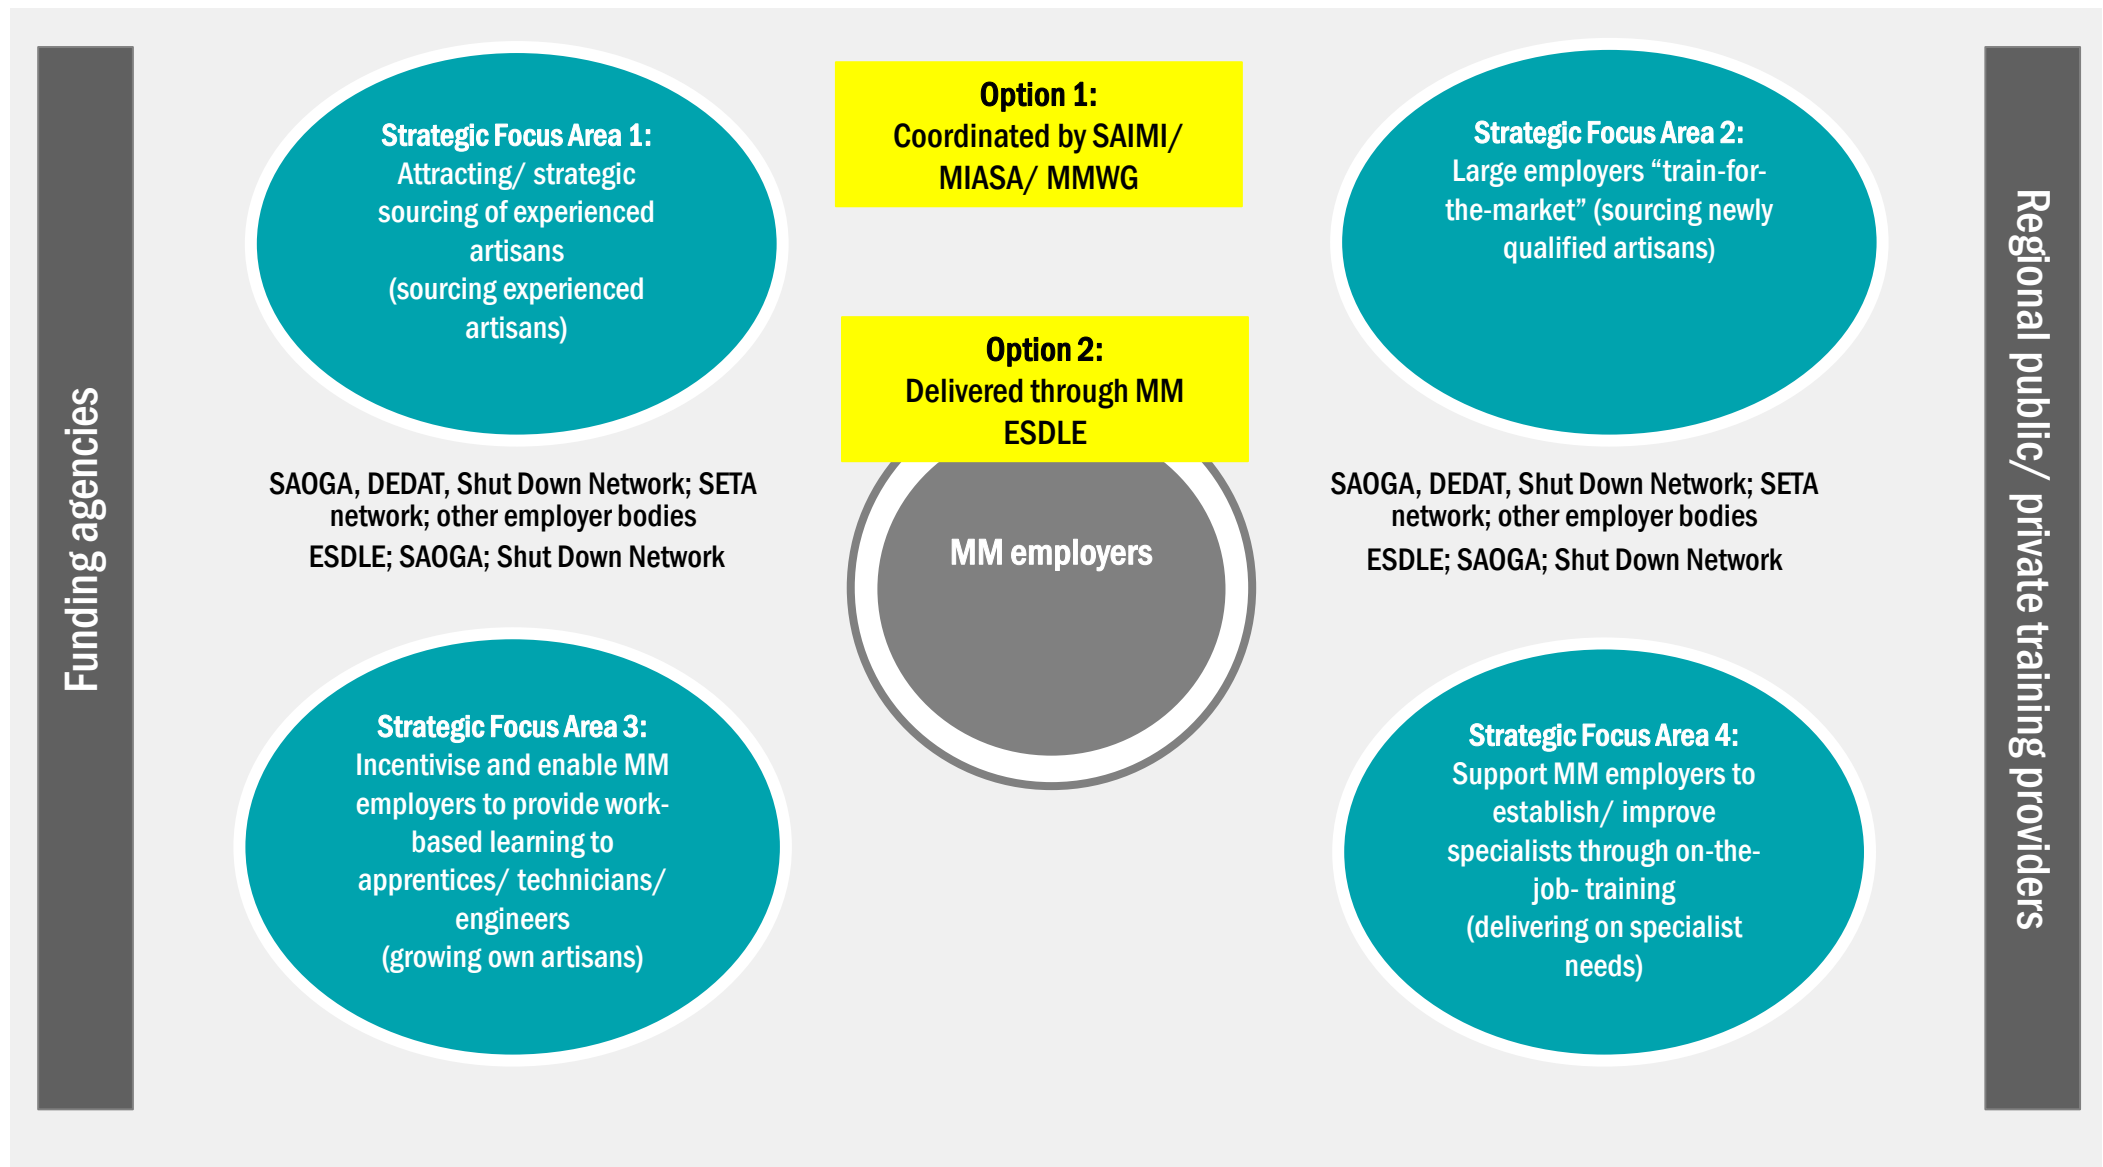 Funding agencies
Strategic Focus Area 1:
Attracting/ strategic
sourcing of experienced
artisans
(sourcing experienced
artisans)
Option 1:
Coordinated by SAIMI/
MIASA/ MMWG
Strategic Focus Area 2:
Large employers “train-for-
the-market” (sourcing newly
qualified artisans)
Option 2:
Delivered through MM
ESDLE
SAOGA, DEDAT, Shut Down Network; SETA
network; other employer bodies
ESDLE; SAOGA; Shut Down Network
MM employers
SAOGA, DEDAT, Shut Down Network; SETA
network; other employer bodies
ESDLE; SAOGA; Shut Down Network
Strategic Focus Area 3:
Incentivise and enable MM
employers to provide work-
based learning to
apprentices/ technicians/
engineers
(growing own artisans)
Strategic Focus Area 4:
Support MM employers to
establish/ improve
specialists through on-the-
job- training
(delivering on specialist
needs)
Regional public/ private training providers